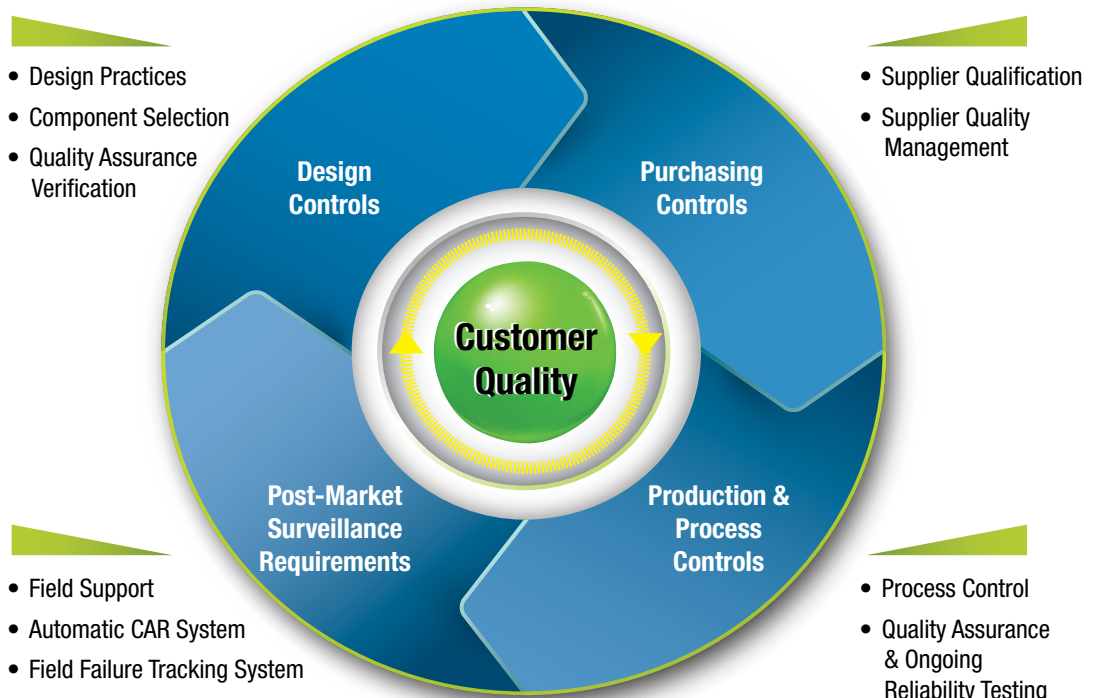 • Design Practices
• Component Selection
• Quality Assurance
Verification
• Supplier Qualification
• Supplier Quality
Management
Design
Controls
Purchasing
Controls
Customer
Quality
Post-Market
Surveillance
Requirements
Production &
Process
Controls
• Field Support
• Automatic CAR System
• Field Failure Tracking System
• Process Control
• Quality Assurance
& Ongoing
Reliability Testing